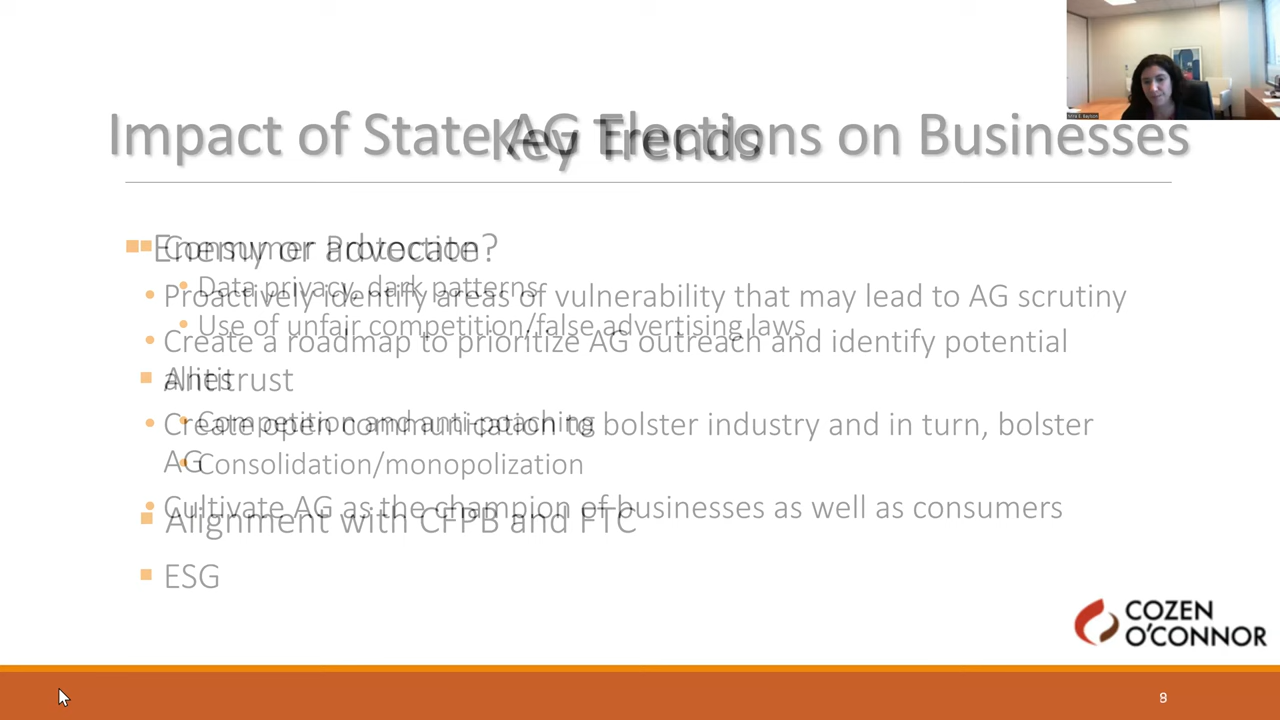 Impact of State AG Elections on Businesses
Key Trends
Enemy or advocate?
Proactively identify areas of vulnerability that may lead to AG scrutiny
Create a roadmap to prioritize AG outreach and identify potential
allies
Create open communication to bolster industry and in turn, bolster
AG
Cultivate AG as the champion of businesses as well as consumers
Consumer Protection
Data privacy, dark patterns
Use of unfair competition/false advertising laws
Antitrust
Competition and anti-poaching
Consolidation/monopolization
Alignment with CFPB and FTC
ESG
COZEN
O'CONNOR
8